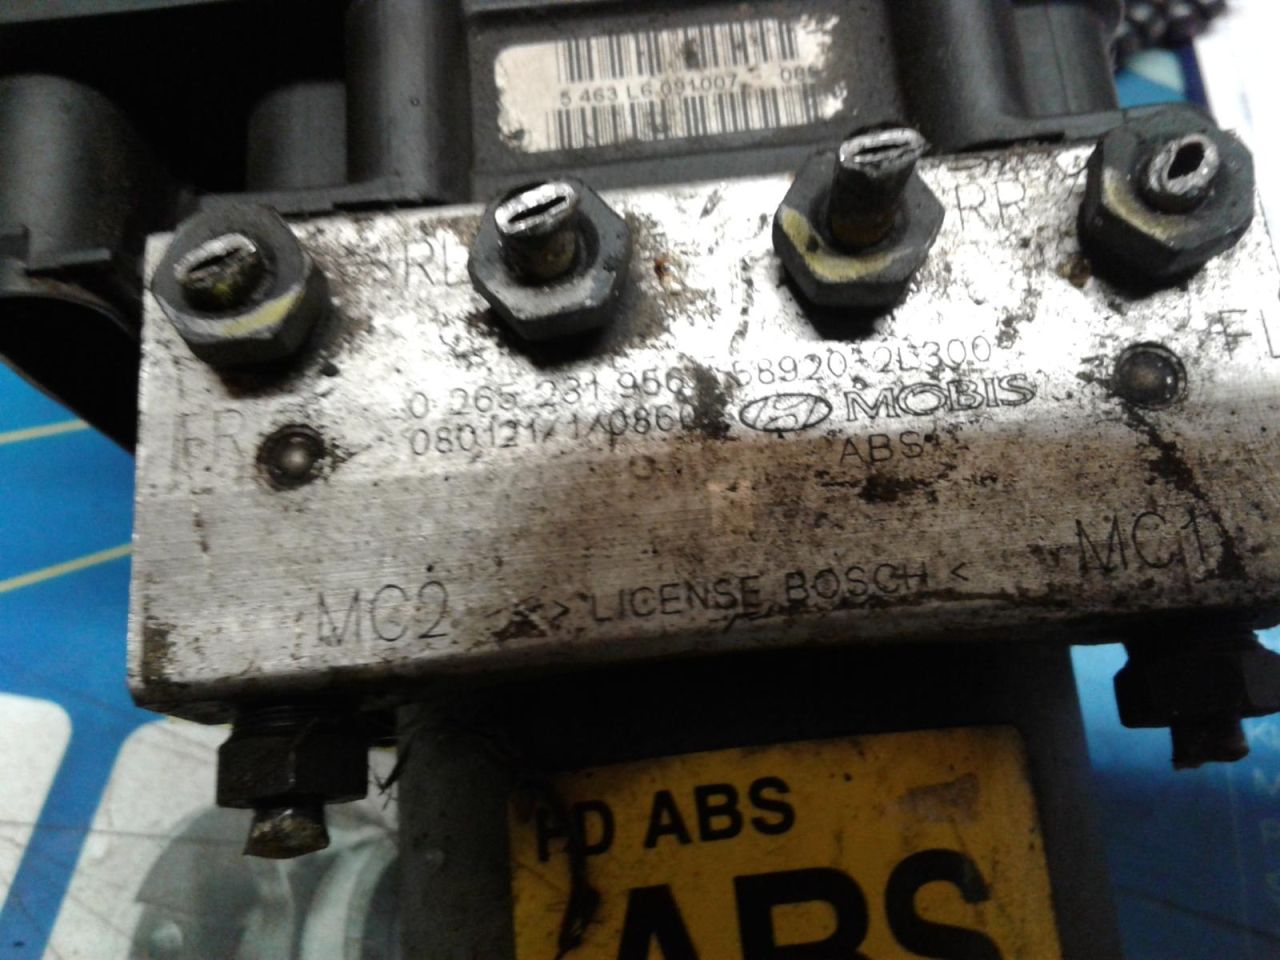 5 463 L6 091007 08
RL
RR
FL
FR
0 265 231 956
58920-2L300
080121/1/0860
MOBIS
ABS
MC2
> LICENSE BOSCH <
MC1
ABS
ABS